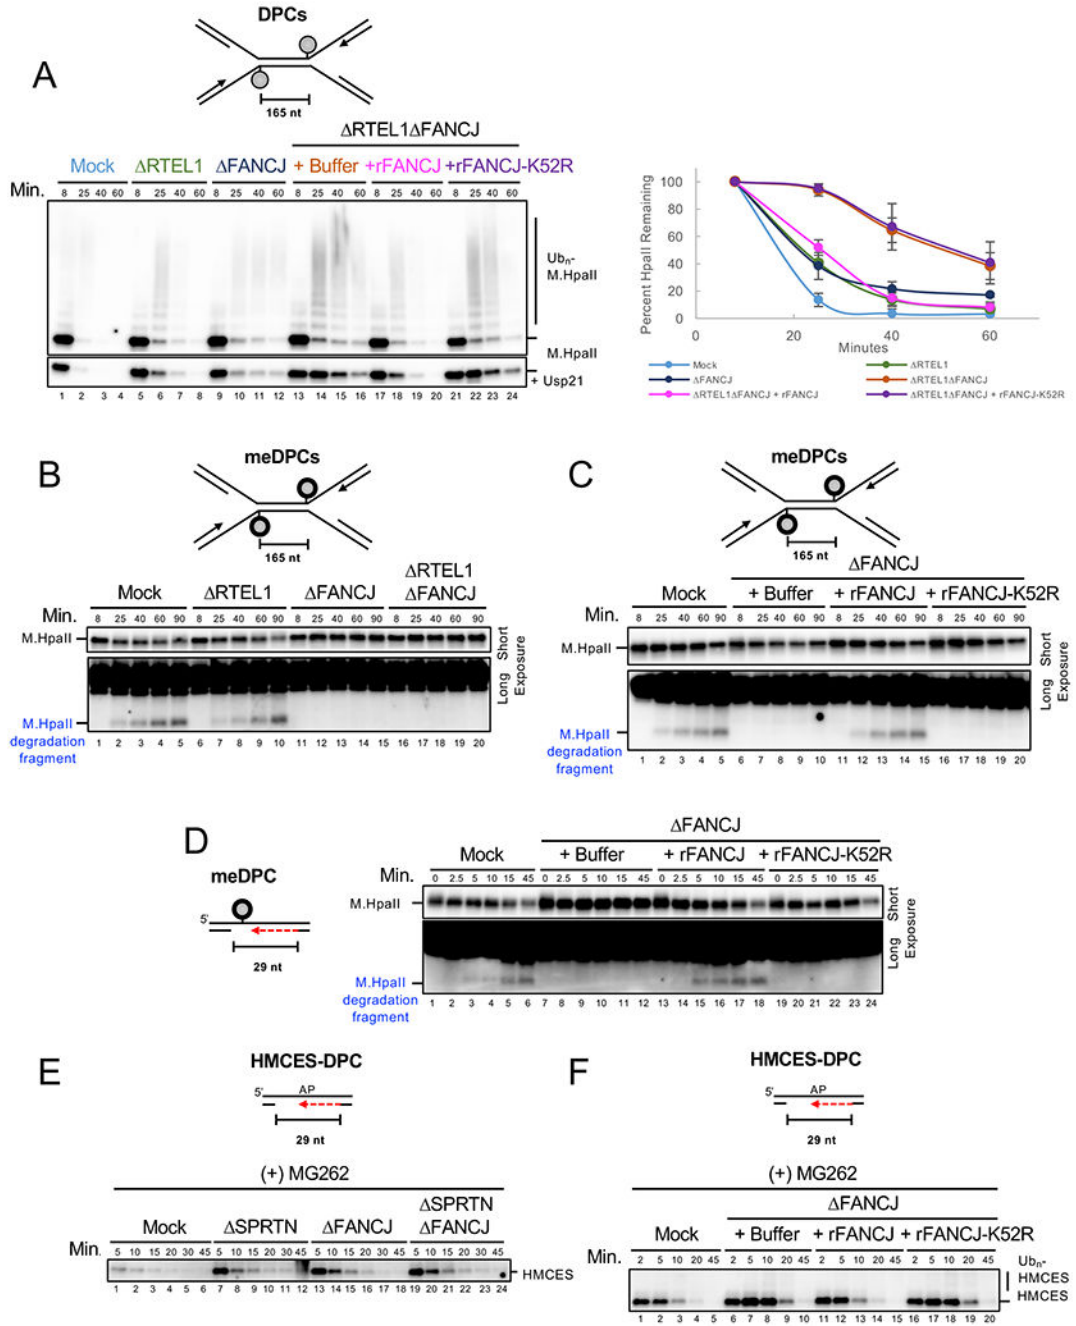 DPCs
A
165 nt
ΔRTEL1ΔFANCJ
Mock ΔRTEL1 ΔFANCJ + Buffer +rFANCJ +rFANCJ-K52R
Min. 8 25 40 60 8 25 40 60 8 25 40 60 8 25 40 60 8 25 40 60 8 25 40 60
Ubn-
M.HpaII
M.HpaII
+ Usp21
1 2 3 4 5 6 7 8 9 10 11 12 13 14 15 16 17 18 19 20 21 22 23 24
Percent HpaII Remaining
100
80
60
40
20
0
0 20 40 60
Minutes
Mock ΔRTEL1
ΔFANCJ ΔRTEL1ΔFANCJ
ΔRTEL1ΔFANCJ + rFANCJ ΔRTEL1ΔFANCJ + rFANCJ-K52R
B
meDPCs
165 nt
ΔRTEL1
Mock ΔRTEL1 ΔFANCJ ΔFANCJ
Min. 8 25 40 60 90 8 25 40 60 90 8 25 40 60 90 8 25 40 60 90
M.HpaII
Short
Long
Exposure
M.HpaII
degradation
fragment
1 2 3 4 5 6 7 8 9 10 11 12 13 14 15 16 17 18 19 20
C
meDPCs
165 nt
ΔFANCJ
Mock + Buffer + rFANCJ + rFANCJ-K52R
Min. 8 25 40 60 90 8 25 40 60 90 8 25 40 60 90 8 25 40 60 90
M.HpaII
Short
Long
Exposure
M.HpaII
degradation
fragment
1 2 3 4 5 6 7 8 9 10 11 12 13 14 15 16 17 18 19 20
D
meDPC
5'
29 nt
ΔFANCJ
Mock + Buffer + rFANCJ + rFANCJ-K52R
Min. 0 2.5 5 10 15 45 0 2.5 5 10 15 45 0 2.5 5 10 15 45 0 2.5 5 10 15 45
M.HpaII
Short
Long
Exposure
M.HpaII
degradation
fragment
1 2 3 4 5 6 7 8 9 10 11 12 13 14 15 16 17 18 19 20 21 22 23 24
E
HMCES-DPC
5' AP
29 nt
(+) MG262
ΔSPRTN
Mock ΔSPRTN ΔFANCJ ΔFANCJ
Min. 5 10 15 20 30 45 5 10 15 20 30 45 5 10 15 20 30 45 5 10 15 20 30 45
HMCES
1 2 3 4 5 6 7 8 9 10 11 12 13 14 15 16 17 18 19 20 21 22 23 24
F
HMCES-DPC
5' AP
29 nt
(+) MG262
ΔFANCJ
Mock + Buffer + rFANCJ + rFANCJ-K52R
Min. 2 5 10 20 45 2 5 10 20 45 2 5 10 20 45 2 5 10 20 45
Ubn-
HMCES
HMCES
1 2 3 4 5 6 7 8 9 10 11 12 13 14 15 16 17 18 19 20